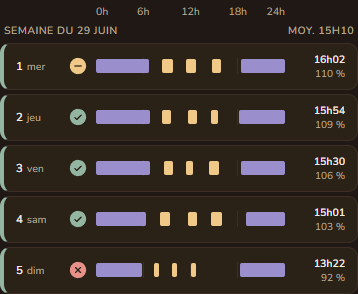 0h 6h 12h 18h 24h
SEMAINE DU 29 JUIN MOY. 15H10
1 mer 16h02
110 %
2 jeu 15h54
109 %
3 ven 15h30
106 %
4 sam 15h01
103 %
5 dim 13h22
92 %